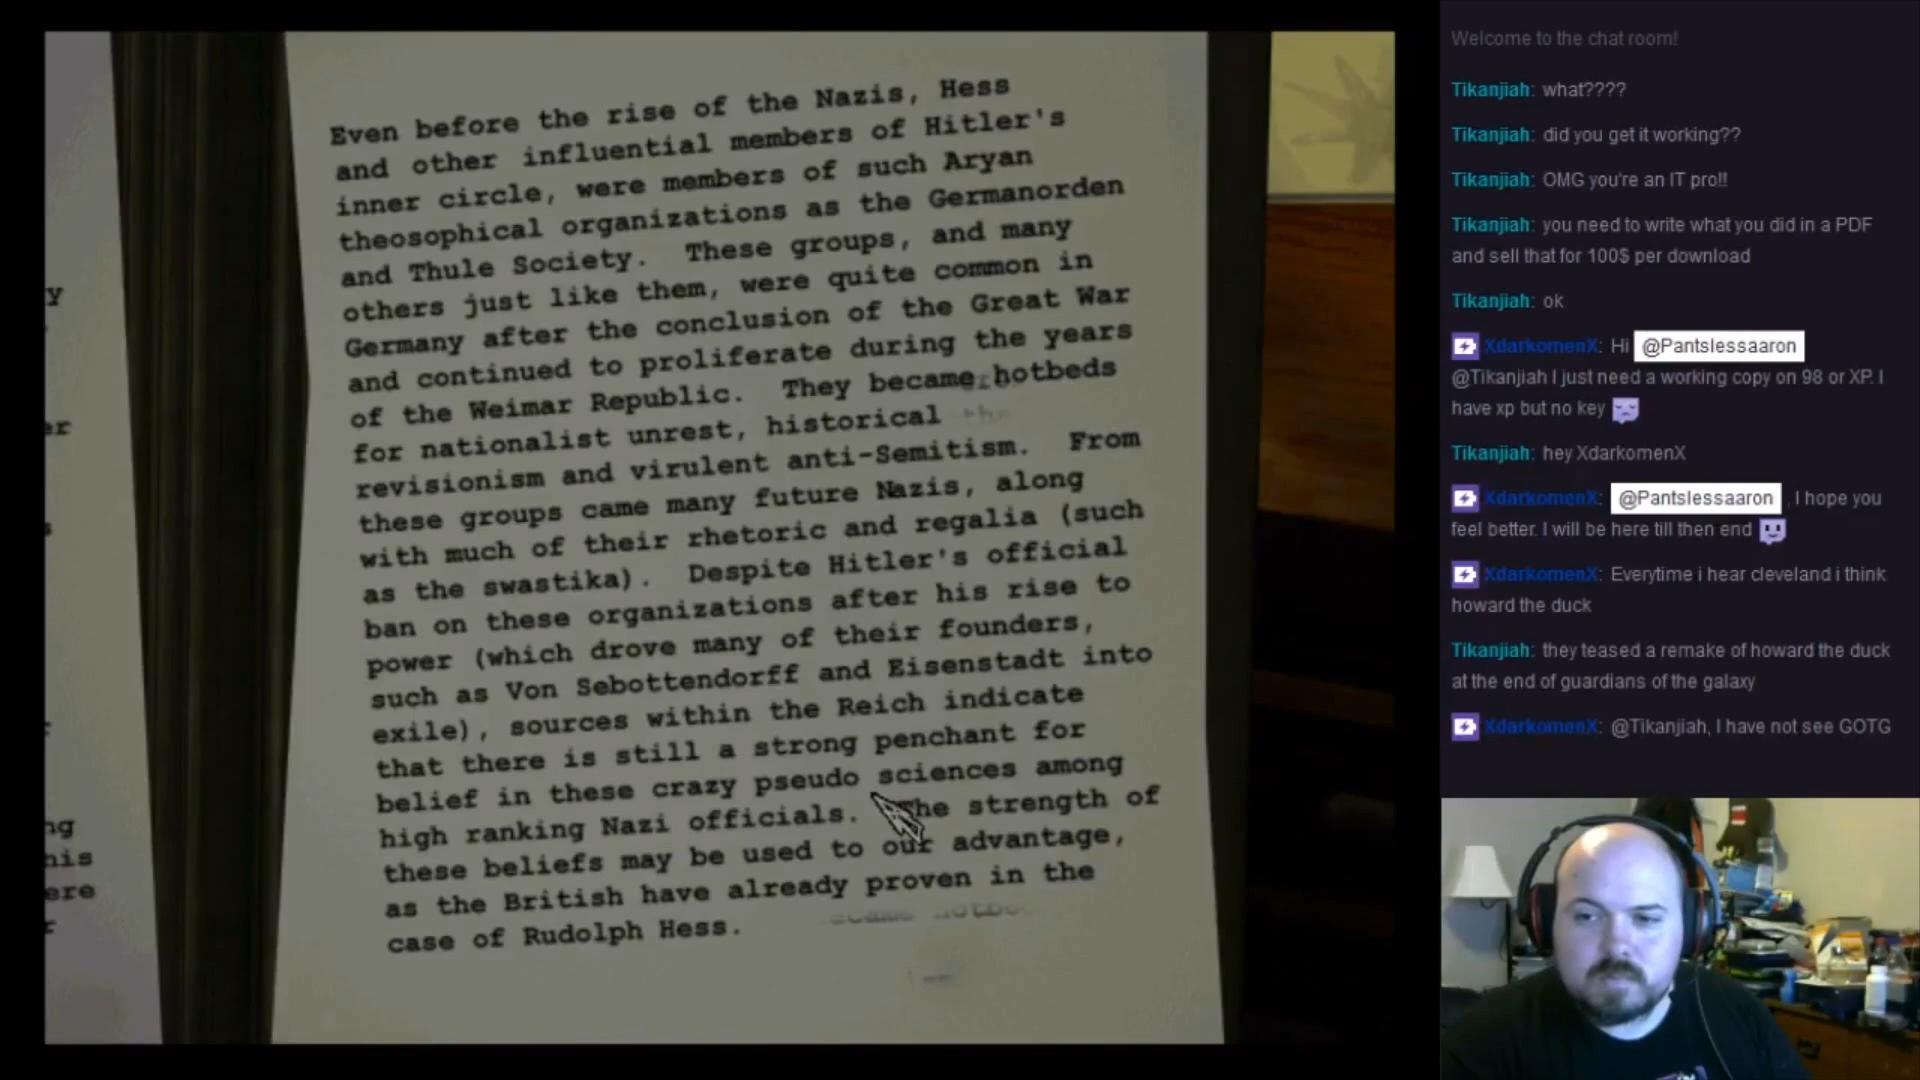 Even before the rise of the Nazis, Hess
and other influential members of Hitler's
inner circle, were members of such Aryan
theosophical organizations as the Germanorden
and Thule Society. These groups, and many
others just like them, were quite common in
Germany after the conclusion of the Great War
and continued to proliferate during the years
of the Weimar Republic. They became hotbeds
for nationalist unrest, historical
revisionism and virulent anti-Semitism. From
these groups came many future Nazis, along
with much of their rhetoric and regalia (such
as the swastika). Despite Hitler's official
ban on these organizations after his rise to
power (which drove many of their founders,
such as Von Sebottendorff and Eisenstadt into
exile), sources within the Reich indicate
that there is still a strong penchant for
belief in these crazy pseudo sciences among
high ranking Nazi officials. The strength of
these beliefs may be used to our advantage,
as the British have already proven in the
case of Rudolph Hess.
y
er
ng
his
ere
Welcome to the chat room!
Tikanjiah: what????
Tikanjiah: did you get it working??
Tikanjiah: OMG you're an IT pro!!
Tikanjiah: you need to write what you did in a PDF
and sell that for 100$ per download
Tikanjiah: ok
XdarkomenX: Hi @Pantslessaaron
@Tikanjiah I just need a working copy on 98 or XP. I
have xp but no key
Tikanjiah: hey XdarkomenX
XdarkomenX: @Pantslessaaron , I hope you
feel better. I will be here till then end
XdarkomenX: Everytime i hear cleveland i think
howard the duck
Tikanjiah: they teased a remake of howard the duck
at the end of guardians of the galaxy
XdarkomenX: @Tikanjiah, I have not see GOTG